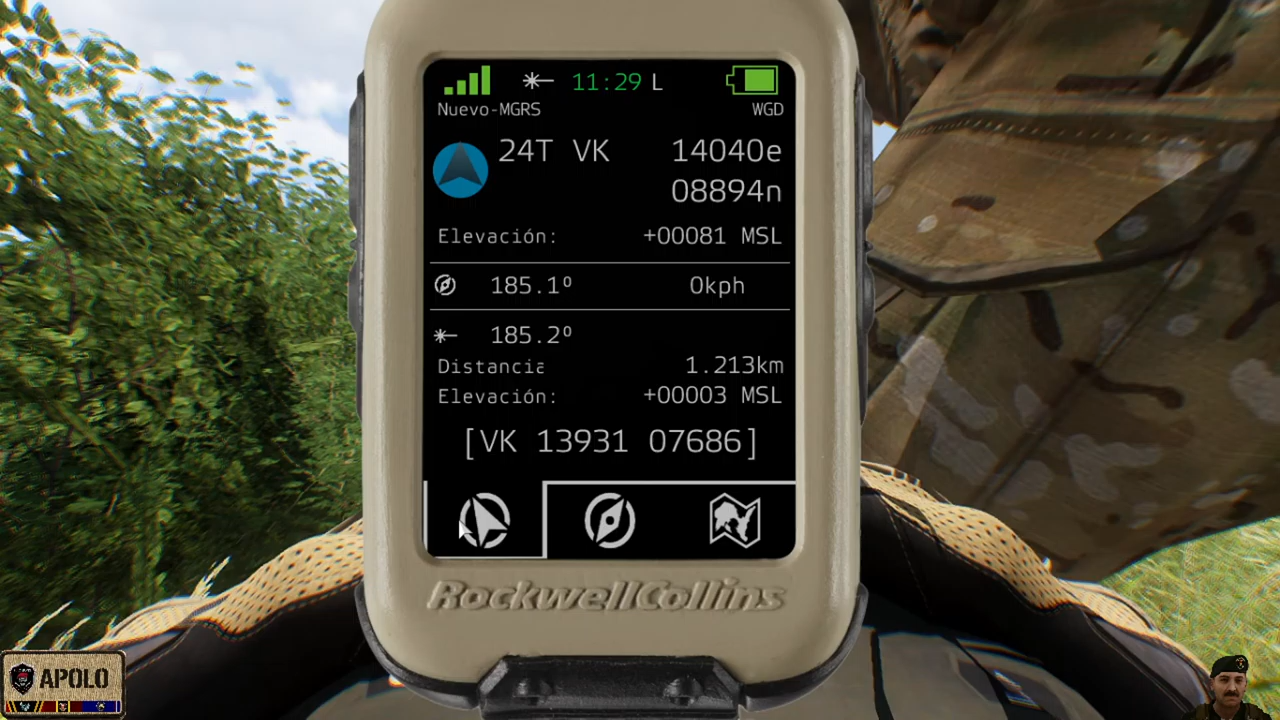 11:29 L
Nuevo-MGRS WGD
24T VK 14040e
08894n
Elevación: +00081 MSL
185.1º 0kph
185.2º
Distancia 1.213km
Elevación: +00003 MSL
[VK 13931 07686]
RockwellCollins
APOLO